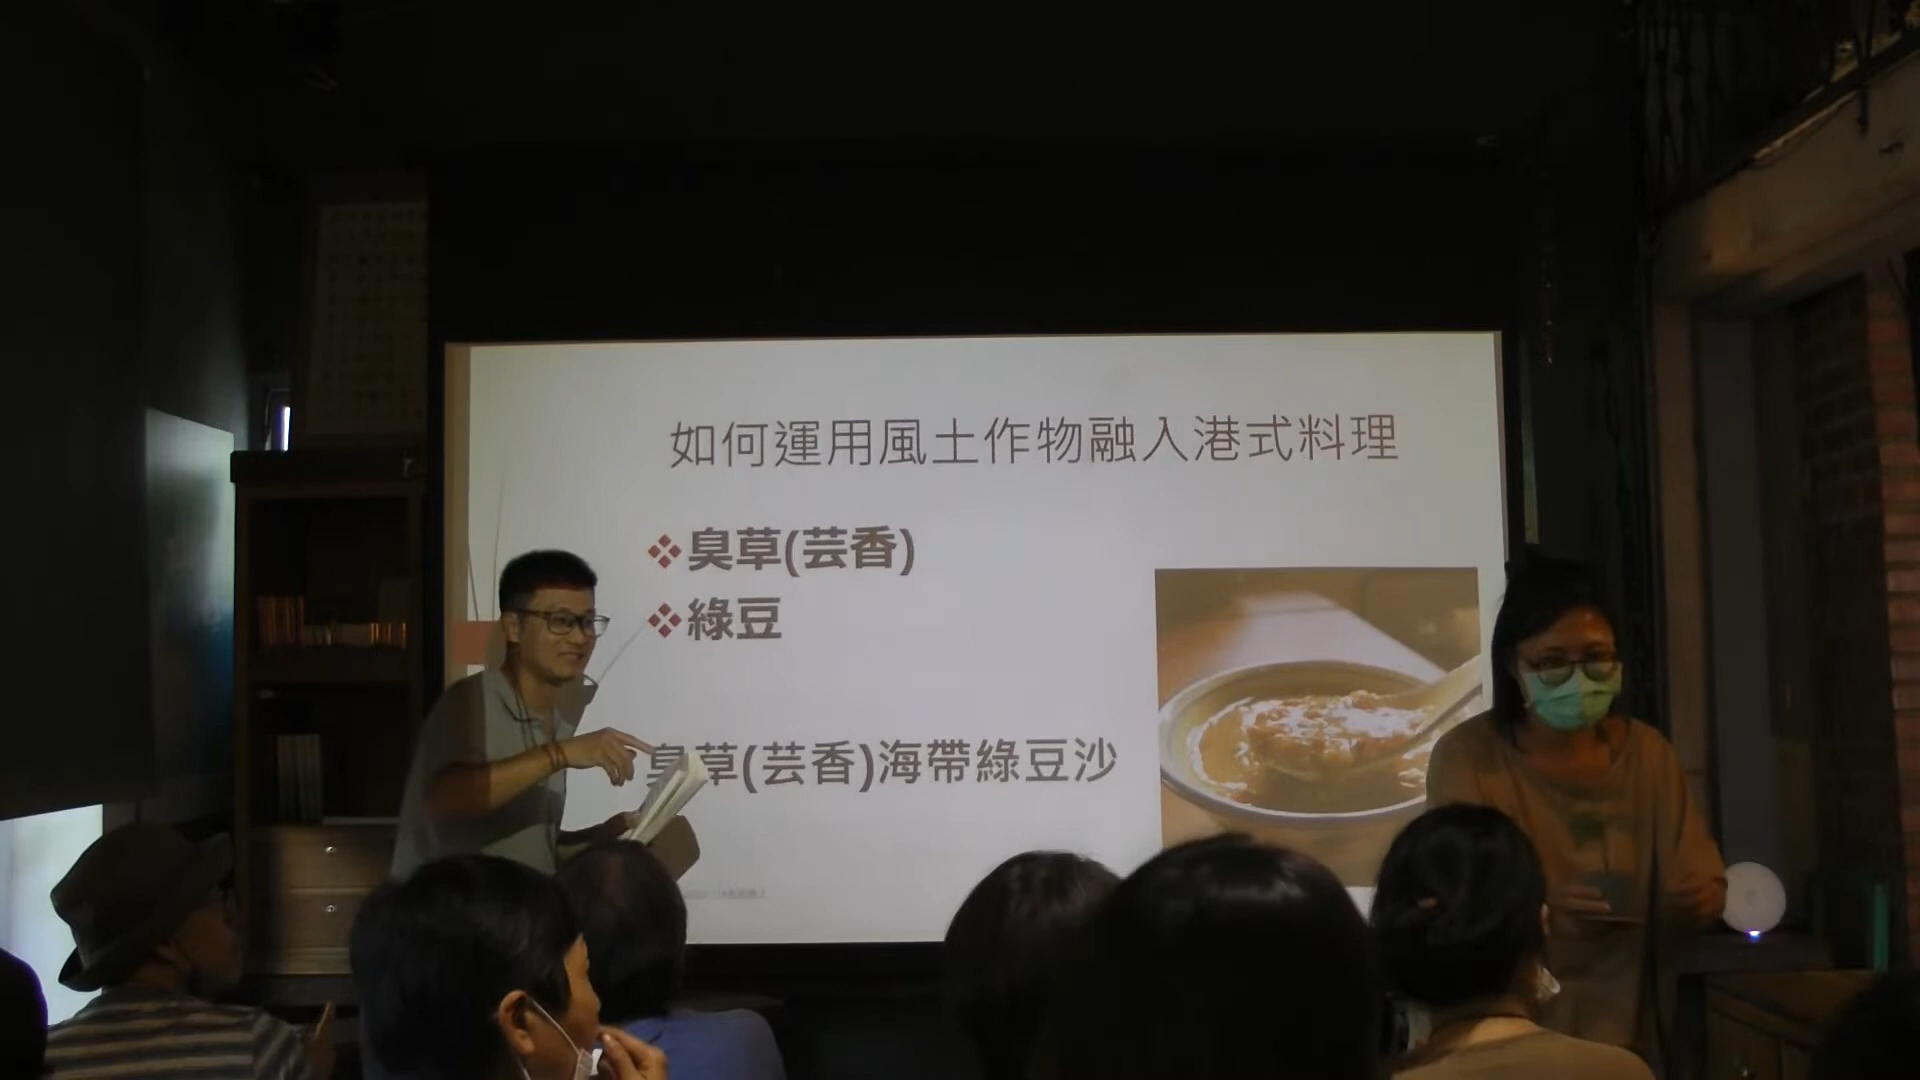 如何運用風土作物融入港式料理
❖臭草(芸香)
❖綠豆
臭草(芸香)海帶綠豆沙